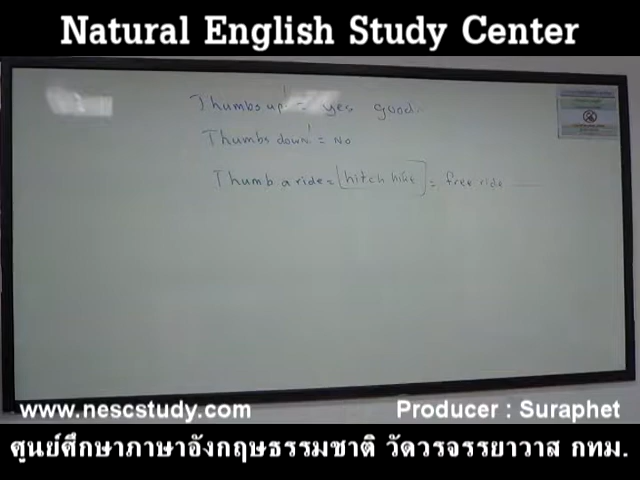 Natural English Study Center
Thumbs up! = yes good
Thumbs down! = No
Thumb a ride = hitch hike = free ride
www.nescstudy.com
Producer : Suraphet
ศูนย์ศึกษาภาษาอังกฤษธรรมชาติ วัดวรจรรยาวาส กทม.